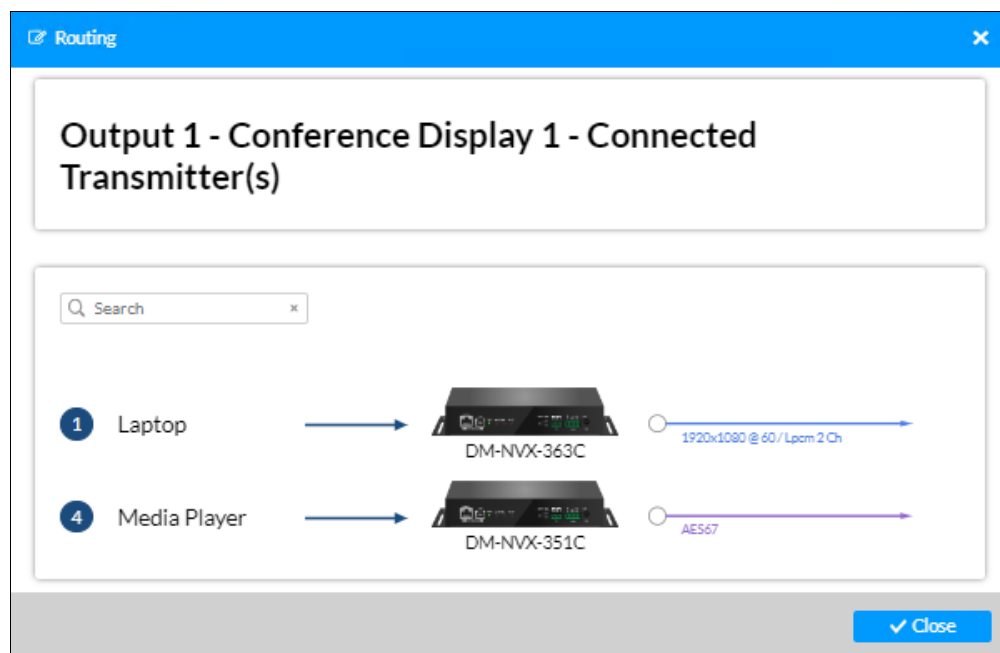 Routing
Output 1 - Conference Display 1 - Connected
Transmitter(s)
Search
1 Laptop
DM-NVX-363C
1920x1080 @ 60 / Lpcm 2 Ch
4 Media Player
DM-NVX-351C
AES67
Close